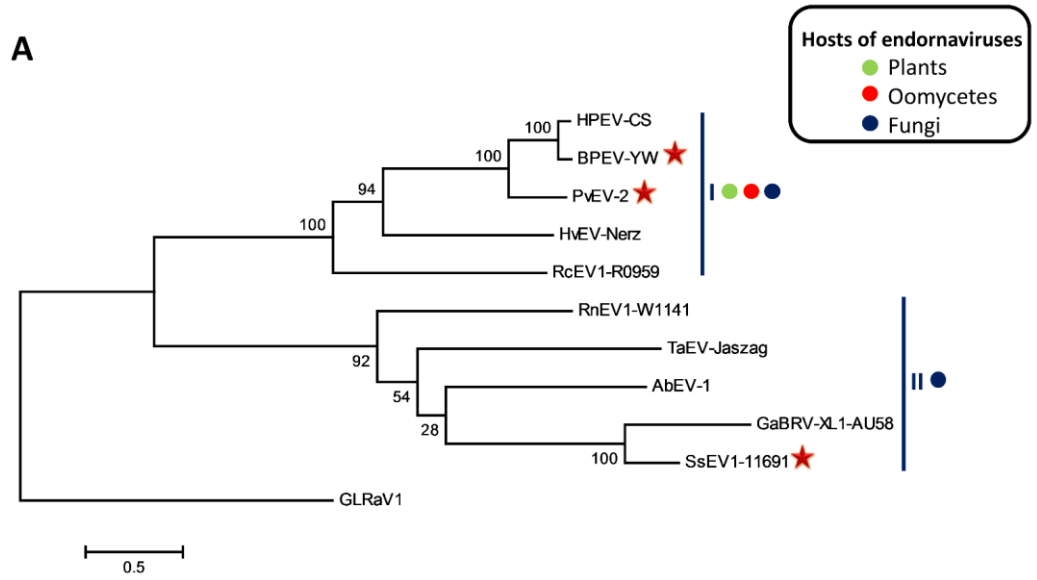 A
Hosts of endornaviruses
Plants
Oomycetes
Fungi
HPEV-CS
100
BPEV-YW
100
PvEV-2
94
I
100
HvEV-Nerz
RcEV1-R0959
RnEV1-W1141
TaEV-Jaszag
92
AbEV-1
II
54
GaBRV-XL1-AU58
28
SsEV1-11691
100
GLRaV1
0.5